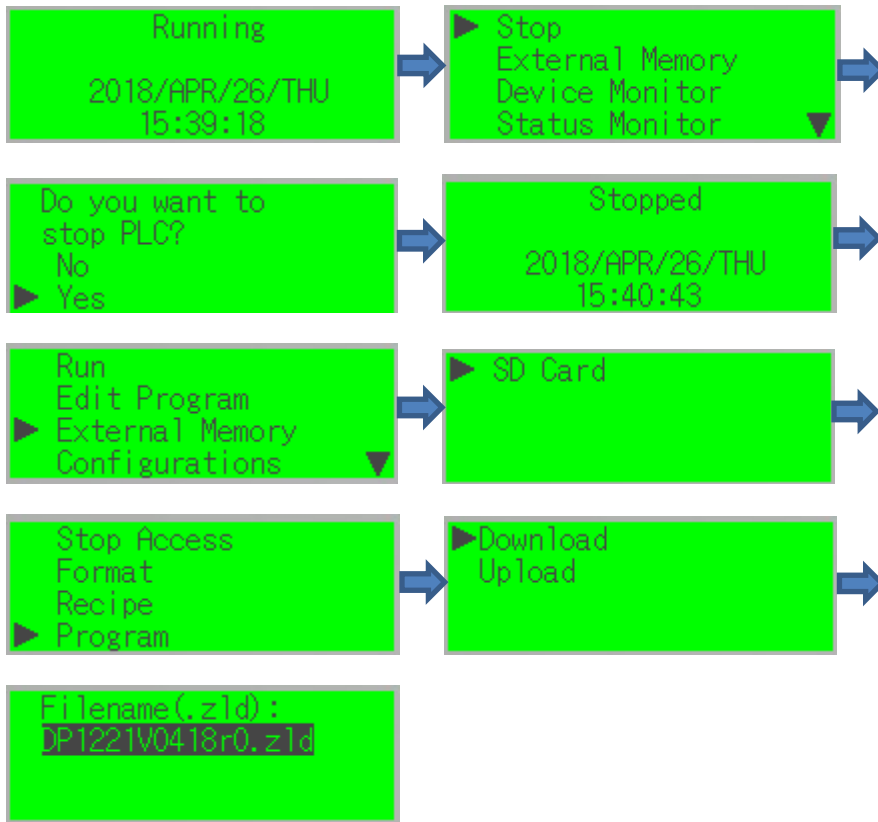 Running
2018/APR/26/THU
15:39:18
Stop
External Memory
Device Monitor
Status Monitor
Do you want to
stop PLC?
No
Yes
Stopped
2018/APR/26/THU
15:40:43
Run
Edit Program
External Memory
Configurations
SD Card
Stop Access
Format
Recipe
Program
Download
Upload
Filename(.zld):
DP1221V0418r0.zld